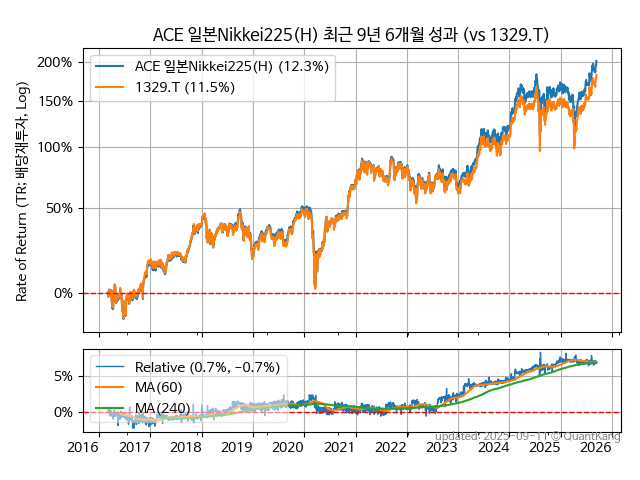 ACE 일본Nikkei225(H) 최근 9년 6개월 성과 (vs 1329.T)
ACE 일본Nikkei225(H) (12.3%)
1329.T (11.5%)
200%
150%
100%
50%
0%
Rate of Return (TR: 배당재투자, Log)
Relative (0.7%, −0.7%)
MA(60)
MA(240)
5%
0%
2016 2017 2018 2019 2020 2021 2022 2023 2024 2025 2026
updated: 2025-09-11 © QuantKang